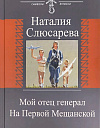 Наталия
Слюсарева
Мой отец генерал
На Первой Мещанской